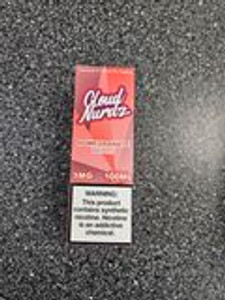 Cloud
Nurdz
3MG 100ML
WARNING:
This product
contains synthetic
nicotine. Nicotine
is an addictive
chemical.